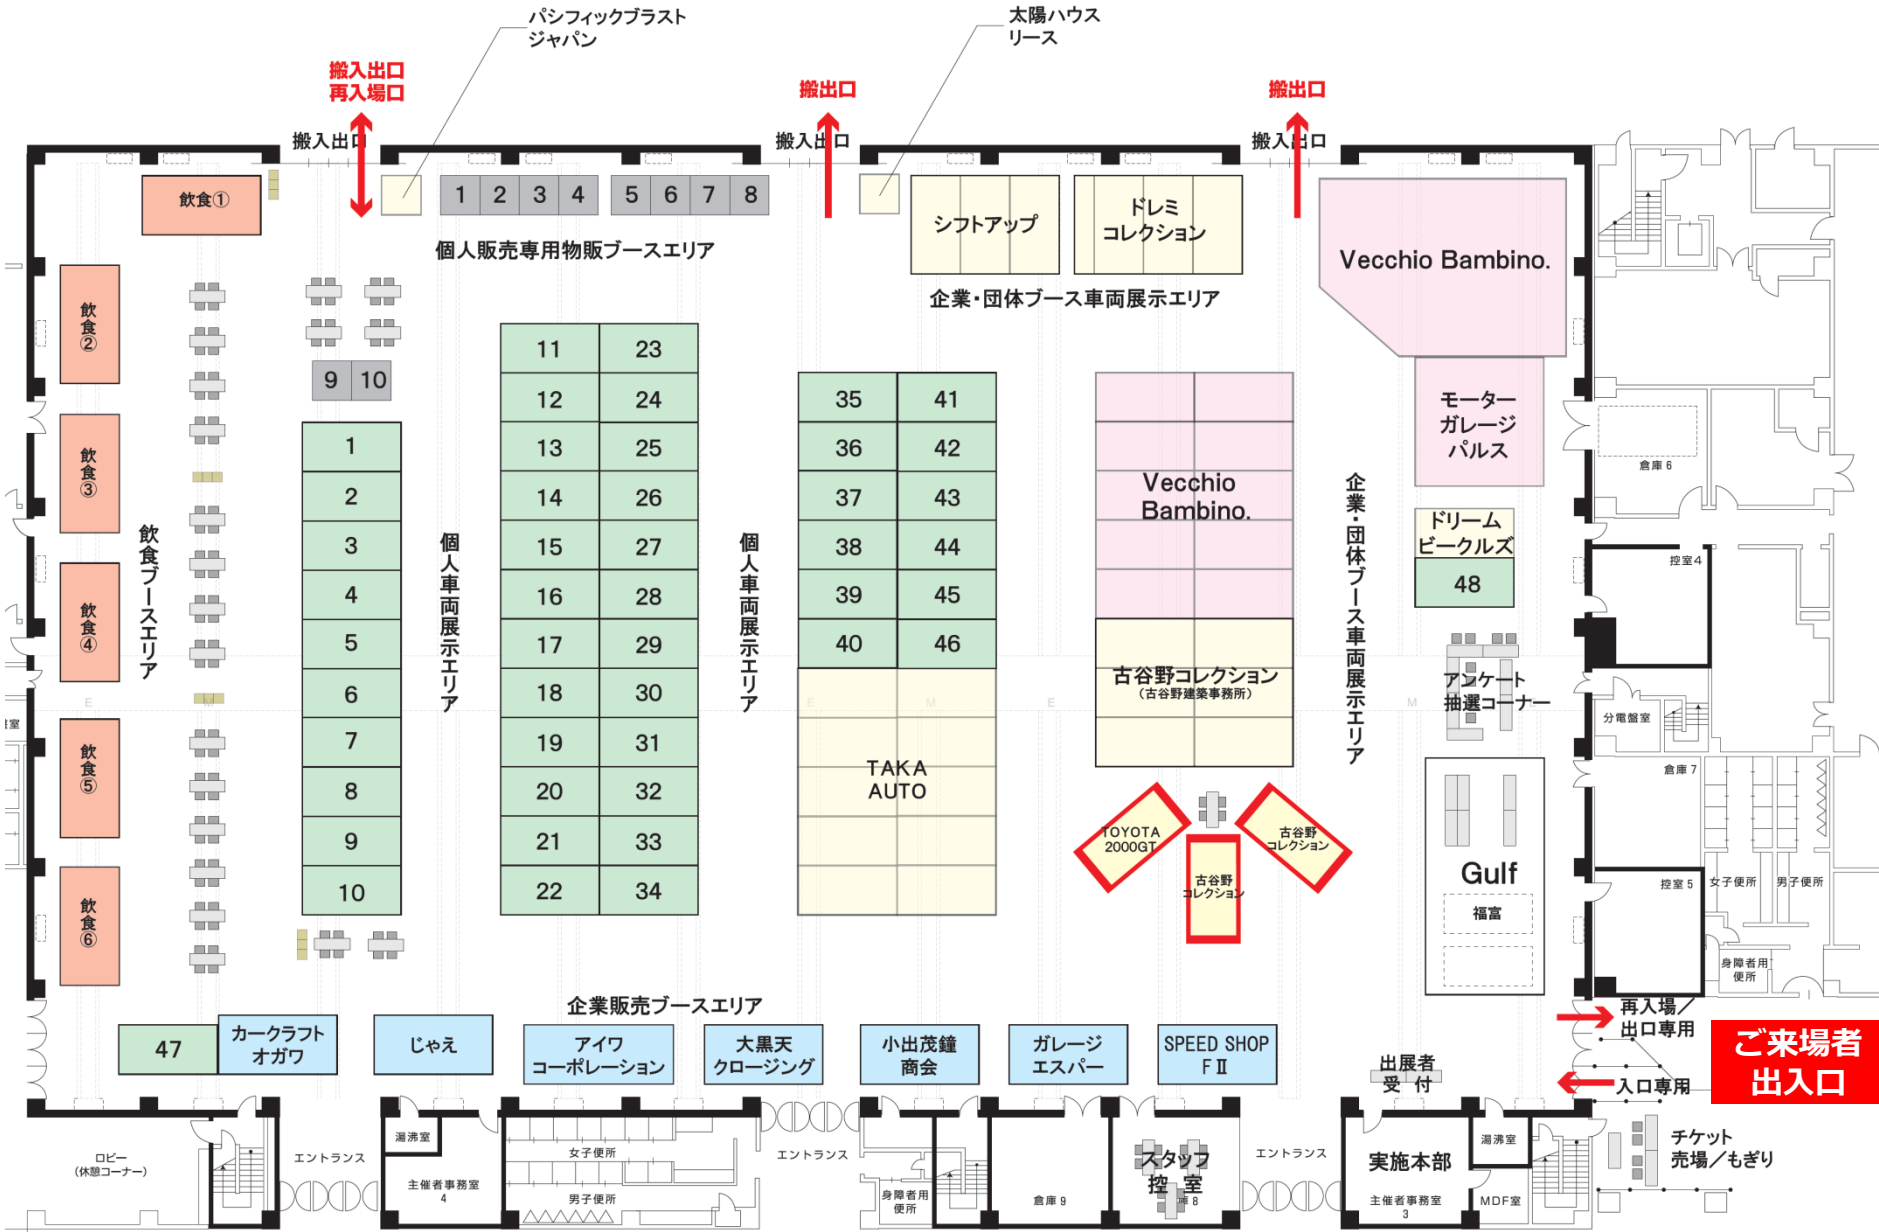 パシフィックブラスト
ジャパン
太陽ハウス
リース
搬入出口
再入場口
搬出口
搬出口
搬入出口
搬入出口
搬入出口
飲食①
1
2
3
4
5
6
7
8
個人販売専用物販ブースエリア
シフトアップ
ドレミ
コレクション
企業・団体ブース車両展示エリア
Vecchio Bambino.
飲食②
飲食③
飲食④
飲食⑤
飲食⑥
飲食ブースエリア
9
10
1
2
3
4
5
6
7
8
9
10
個人車両展示エリア
11
23
12
24
13
25
14
26
15
27
16
28
17
29
18
30
19
31
20
32
21
33
22
34
個人車両展示エリア
35
41
36
42
37
43
38
44
39
45
40
46
TAKA
AUTO
Vecchio
Bambino.
古谷野コレクション
(古谷野建築事務所)
TOYOTA
2000GT
古谷野
コレクション
古谷野
コレクション
企業・団体ブース車両展示エリア
モーター
ガレージ
パルス
ドリーム
ビークルズ
48
アンケート
抽選コーナー
Gulf
福富
E
M
E
M
E
M
E
倉庫6
控室4
分電盤室
倉庫7
控室5
女子便所
男子便所
身障者用
便所
企業販売ブースエリア
47
カークラフト
オガワ
じゃえ
アイワ
コーポレーション
大黒天
クロージング
小出茂鐘
商会
ガレージ
エスパー
SPEED SHOP
FⅡ
出展者
受付
再入場／
出口専用
入口専用
ご来場者
出入口
チケット
売場／もぎり
ロビー
(休憩コーナー)
エントランス
湯沸室
主催者事務室
4
女子便所
男子便所
エントランス
身障者用
便所
倉庫9
スタッフ
控室
8
エントランス
実施本部
主催者事務室
3
湯沸室
MDF室